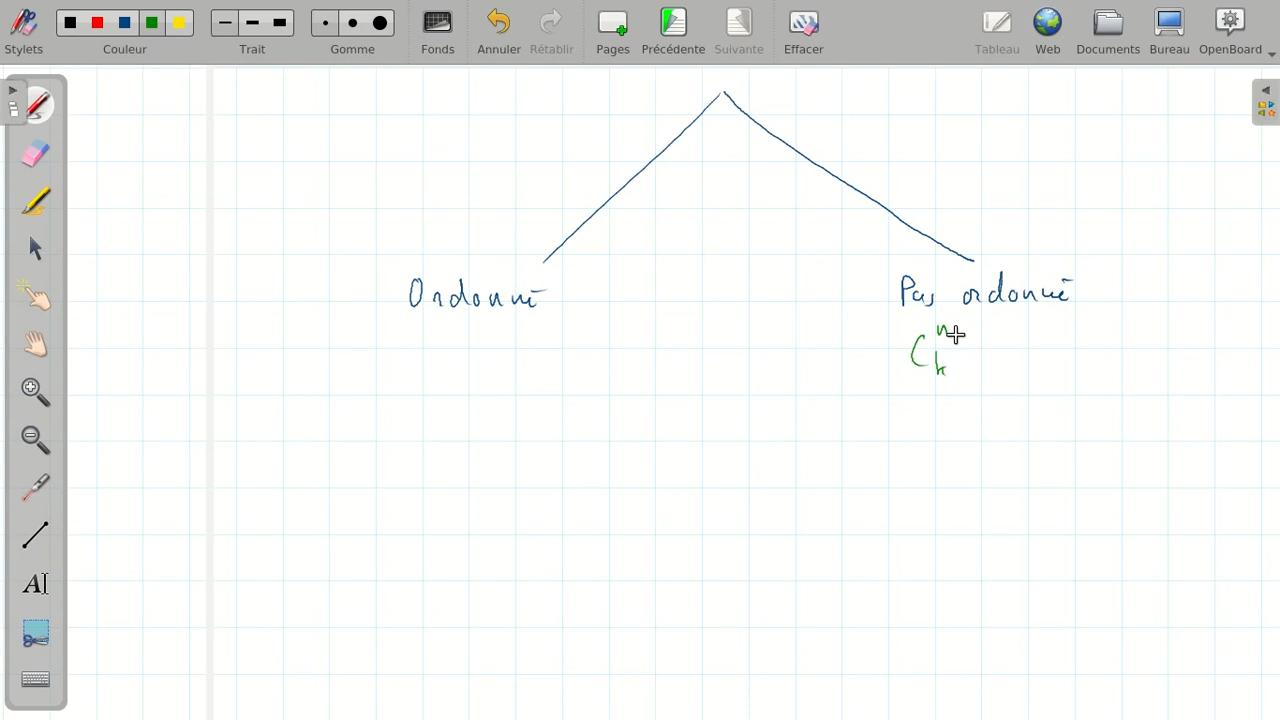 Stylets Couleur Trait Gomme Fonds Annuler Rétablir Pages Précédente Suivante Effacer Tableau Web Documents Bureau OpenBoard
Ordonné Pas ordonné
C n
k
A